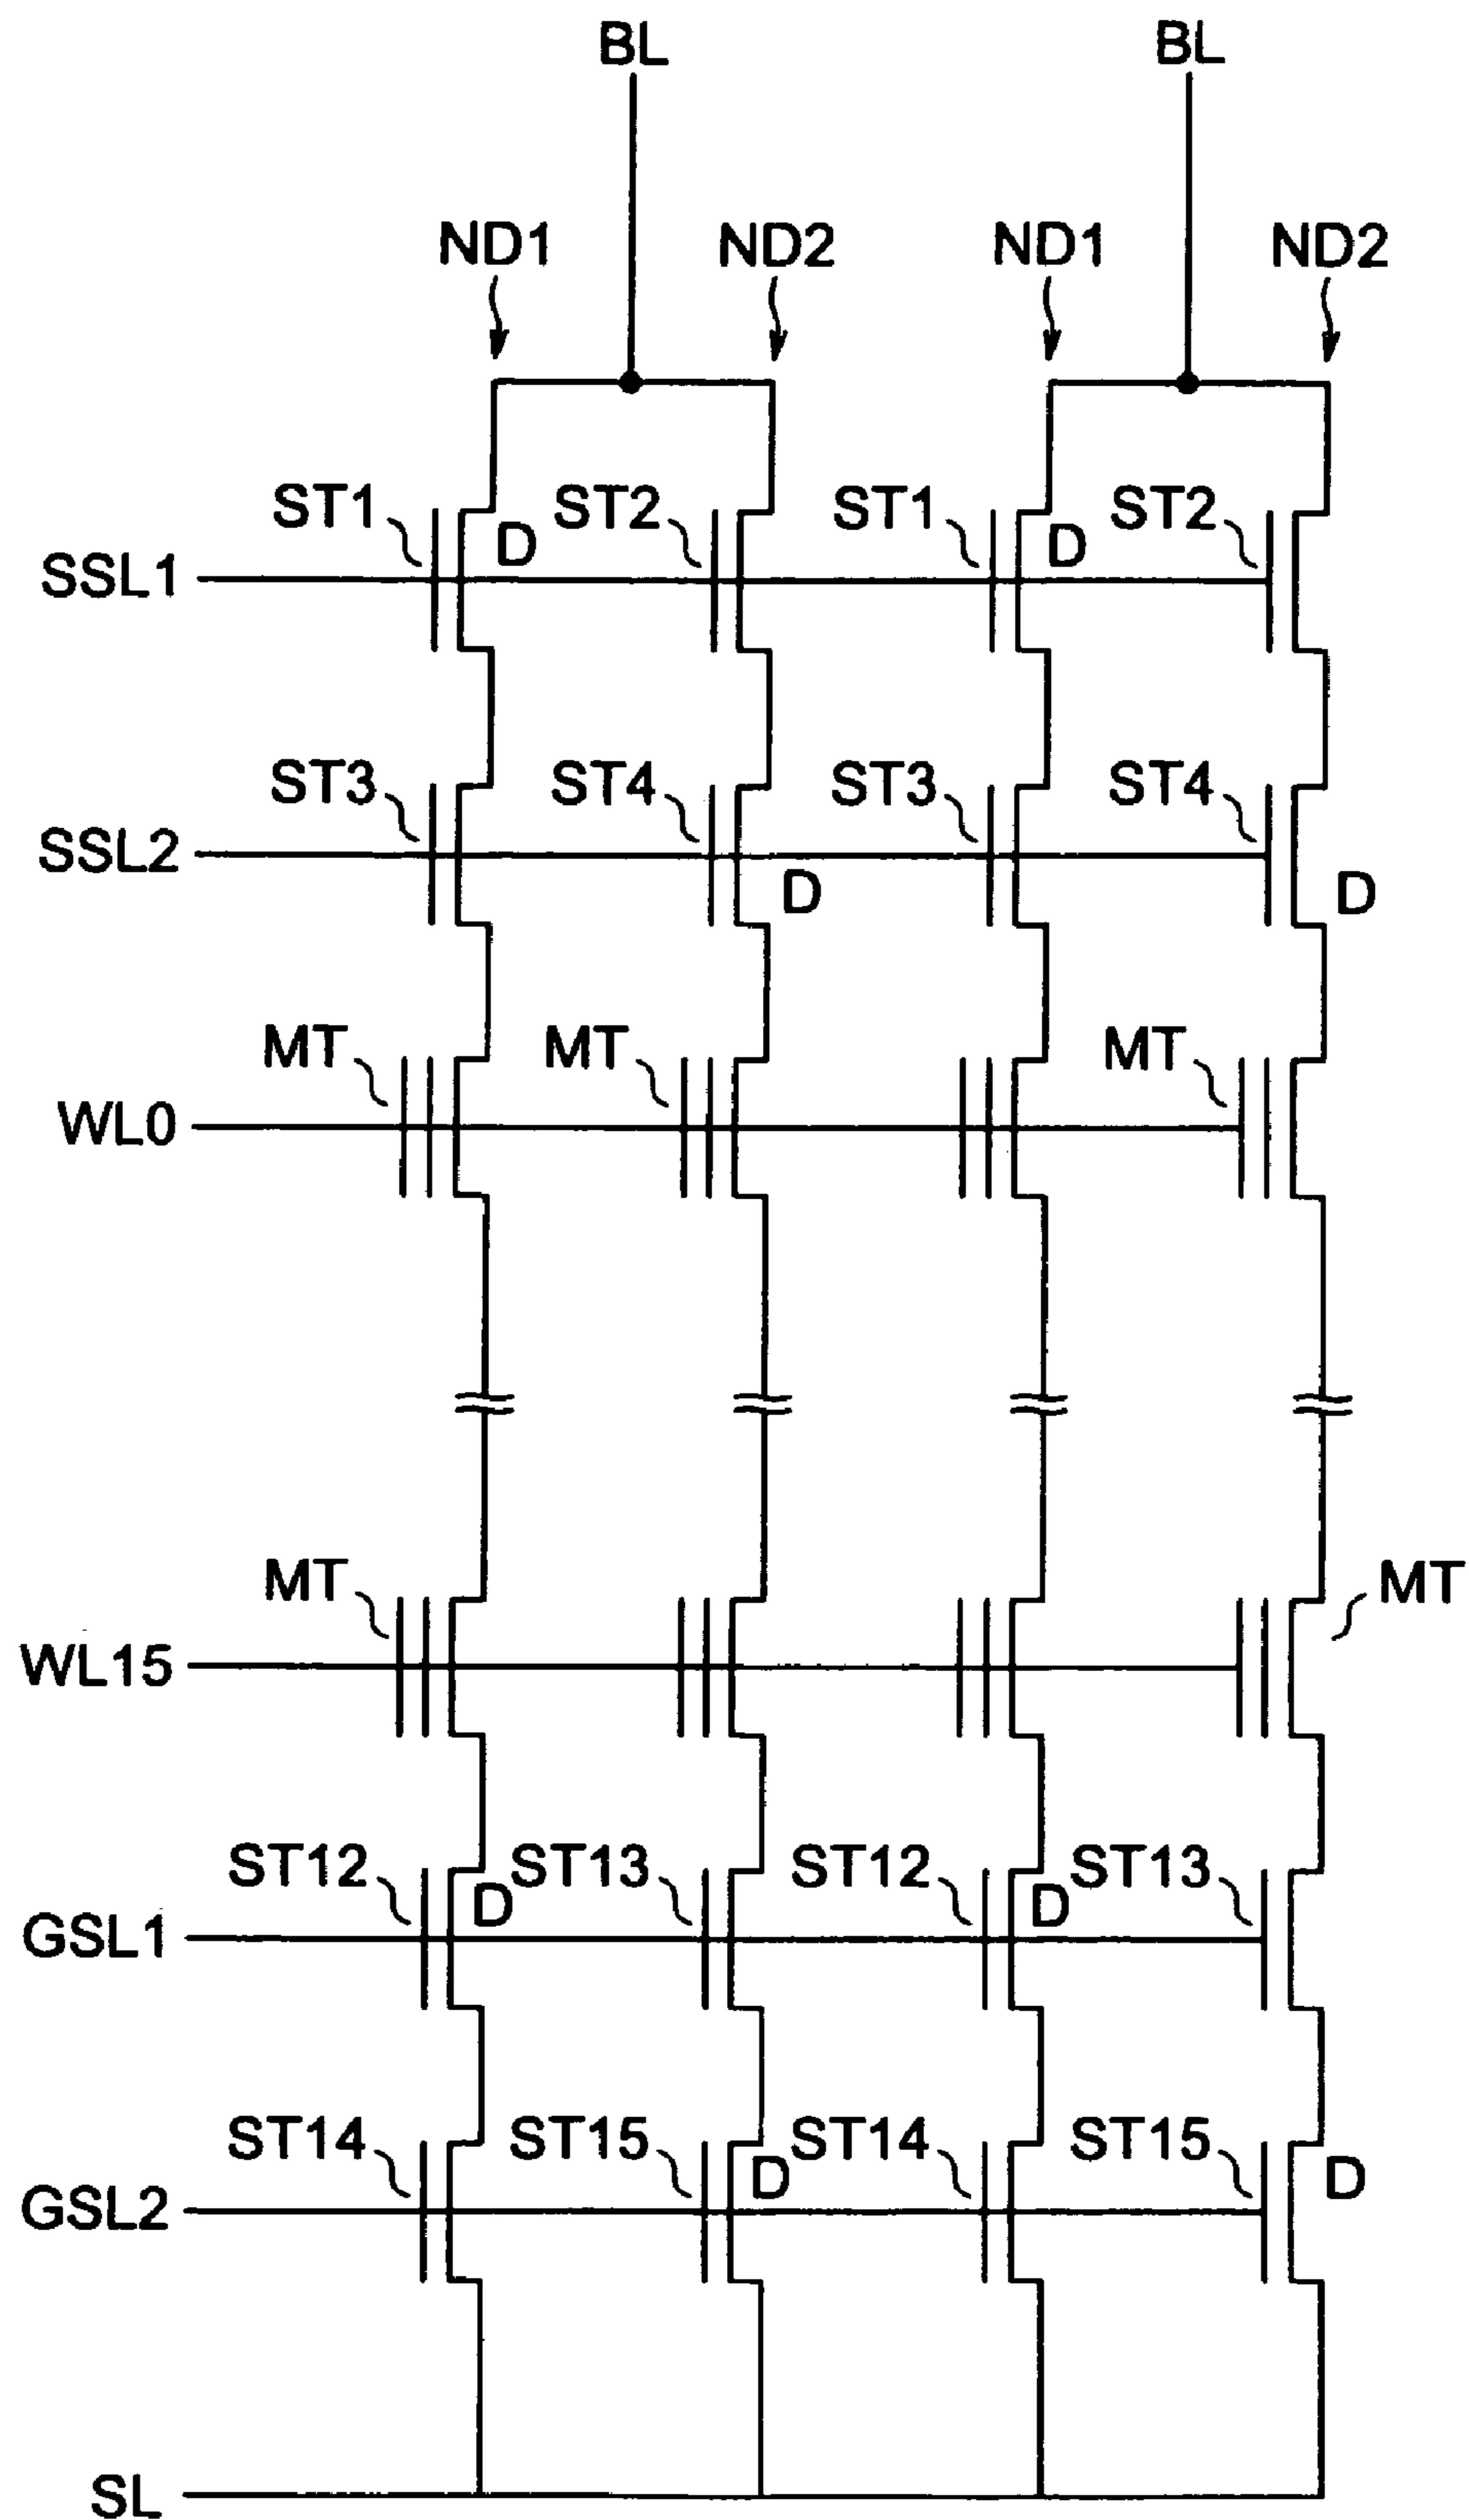 BL BL
ND1 ND2 ND1 ND2
ST1 ST2 ST1 ST2
D D
SSL1
ST3 ST4 ST3 ST4
SSL2
D D
MT MT MT
WL0
MT MT
WL15
ST12 ST13 ST12 ST13
D D
GSL1
ST14 ST15 ST14 ST15
D D
GSL2
SL